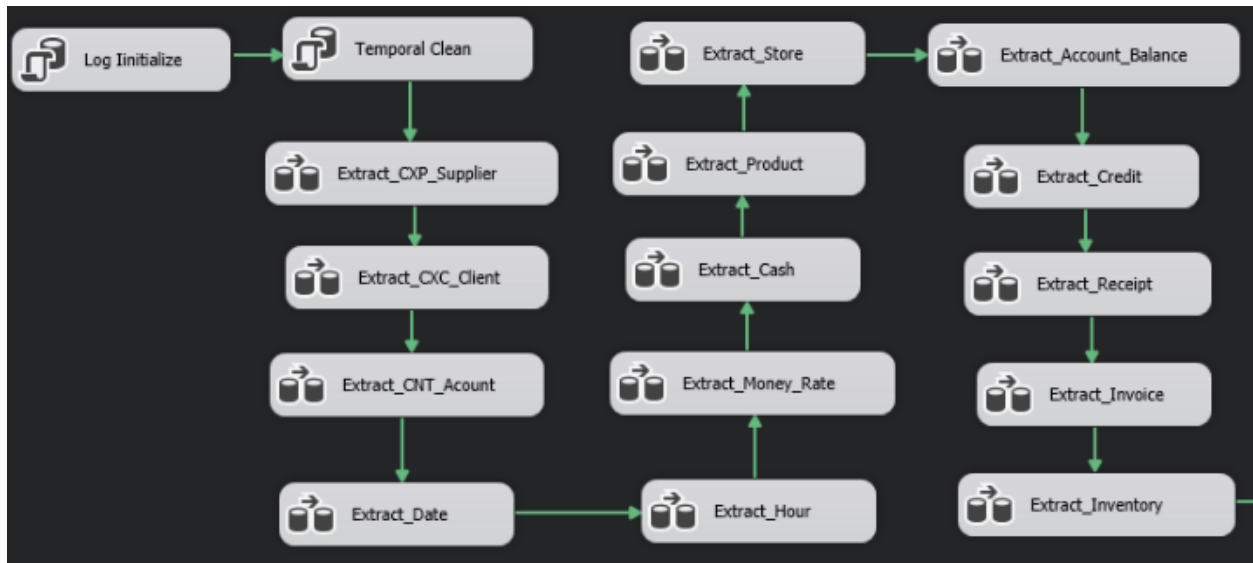 Log Iinitialize
Temporal Clean
Extract_CXP_Supplier
Extract_CXC_Client
Extract_CNT_Acount
Extract_Date
Extract_Hour
Extract_Money_Rate
Extract_Cash
Extract_Product
Extract_Store
Extract_Account_Balance
Extract_Credit
Extract_Receipt
Extract_Invoice
Extract_Inventory